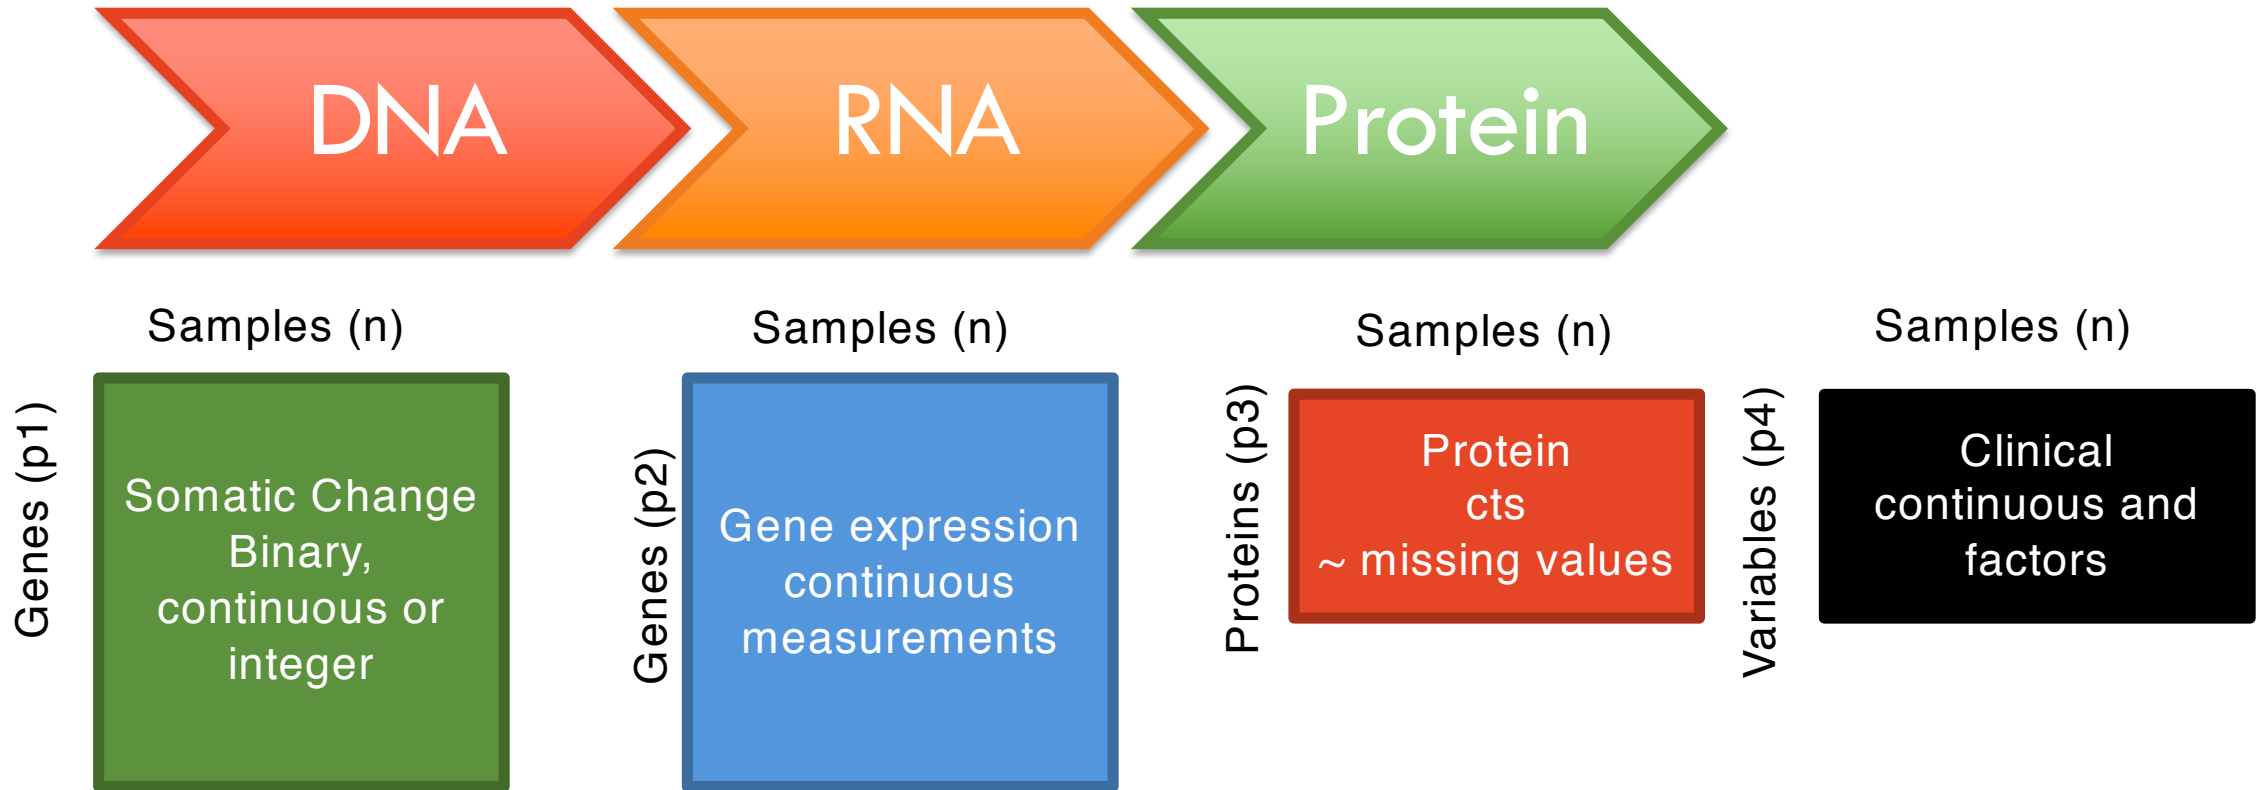 DNA
RNA
Protein
Samples (n)
Samples (n)
Samples (n)
Samples (n)
Genes (p1)
Somatic Change
Binary,
continuous or
integer
Genes (p2)
Gene expression
continuous
measurements
Proteins (p3)
Protein
cts
~ missing values
Variables (p4)
Clinical
continuous and
factors